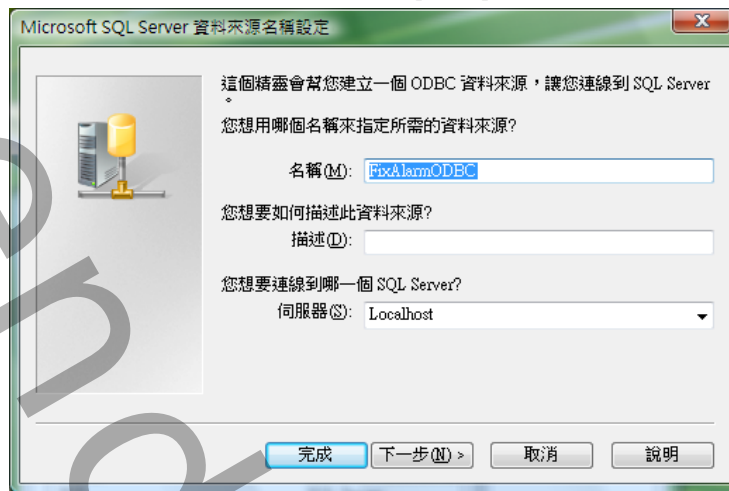 Microsoft SQL Server 資料來源名稱設定
這個精靈會幫您建立一個 ODBC 資料來源，讓您連線到 SQL Server
。
您想用哪個名稱來指定所需的資料來源?
名稱(M): FixAlarmODBC
您想要如何描述此資料來源?
描述(D):
您想要連線到哪一個 SQL Server?
伺服器(S): Localhost
完成 下一步(N) > 取消 說明